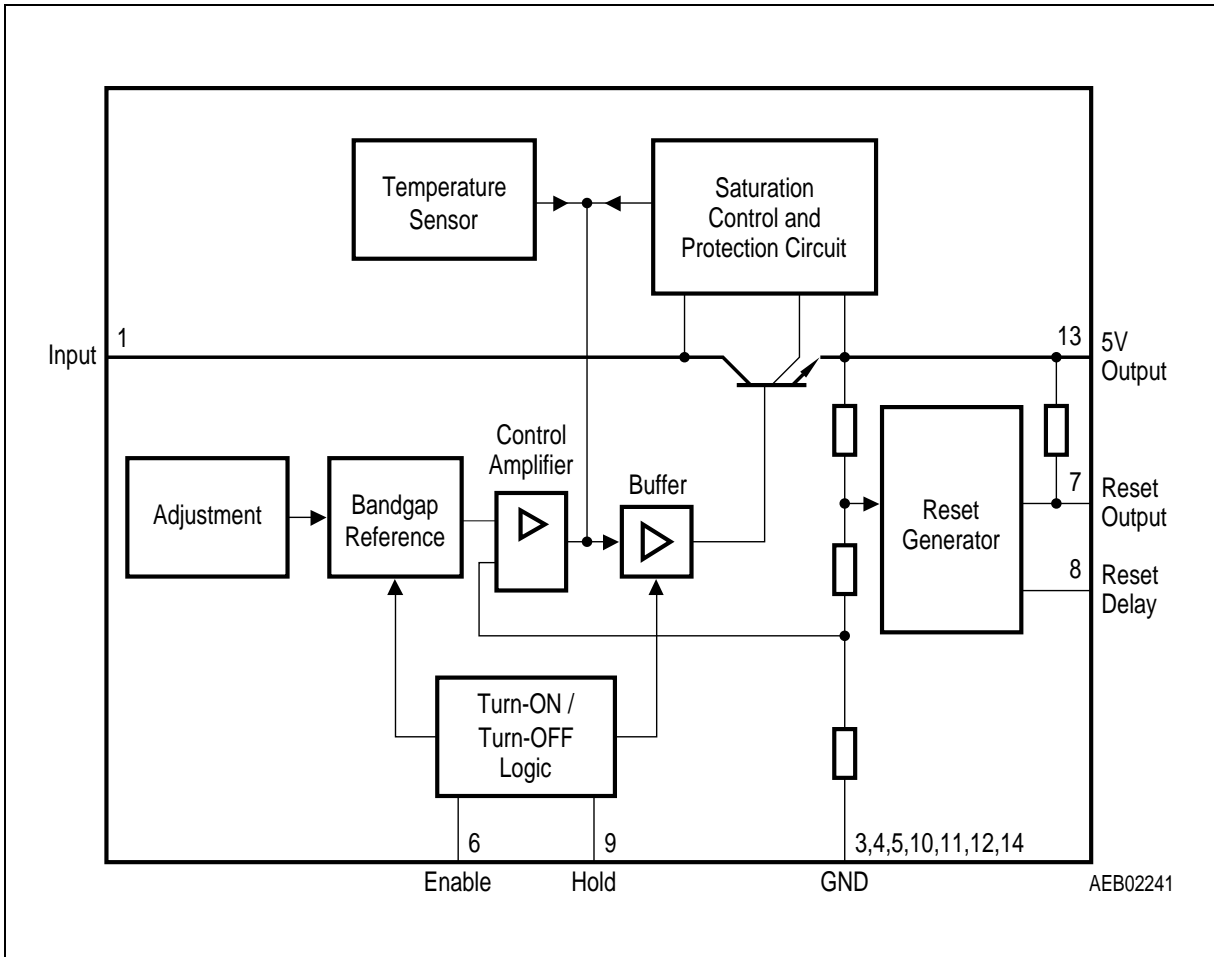 Temperature
Sensor
Saturation
Control and
Protection Circuit
1
Input
13
5V
Output
Control
Amplifier
Buffer
Adjustment
Bandgap
Reference
Reset
Generator
7
Reset
Output
8
Reset
Delay
Turn-ON /
Turn-OFF
Logic
6
9
3,4,5,10,11,12,14
Enable
Hold
GND
AEB02241